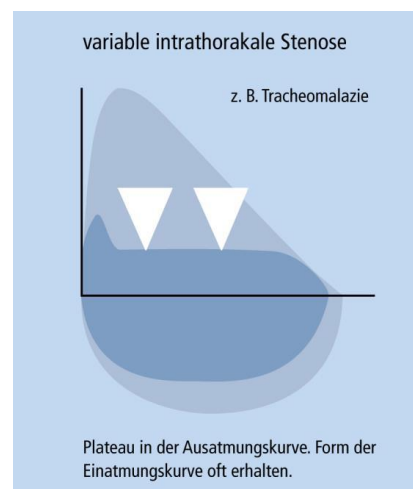 variable intrathorakale Stenose
z. B. Tracheomalazie
Plateau in der Ausatmungskurve. Form der
Einatmungskurve oft erhalten.